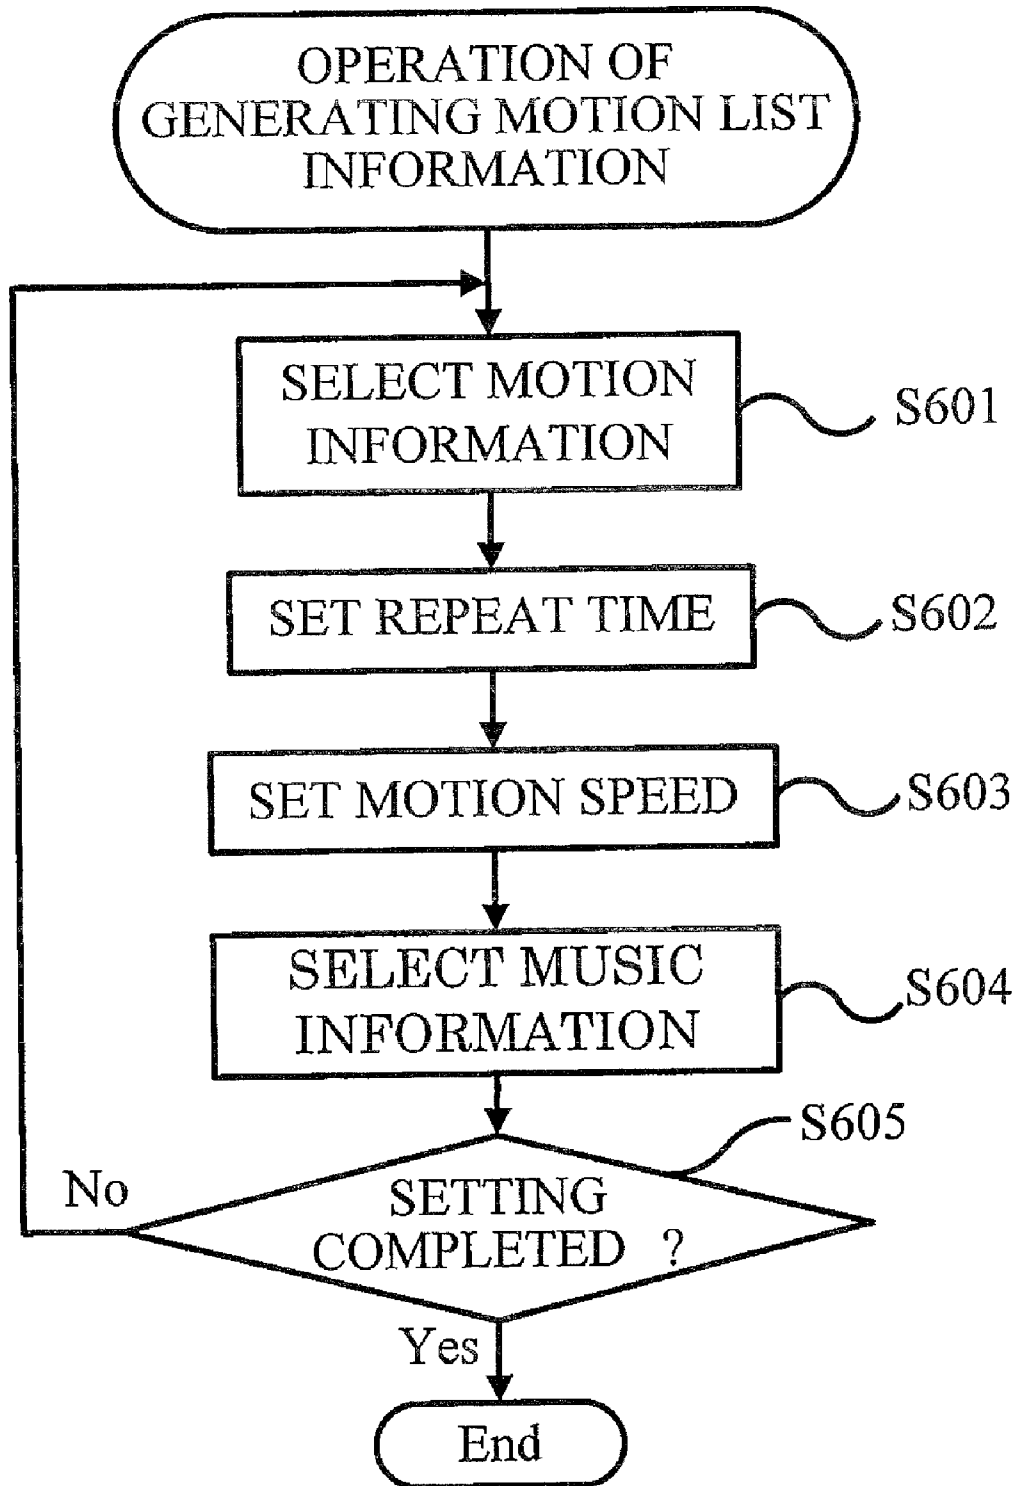 OPERATION OF
GENERATING MOTION LIST
INFORMATION
SELECT MOTION
INFORMATION
S601
SET REPEAT TIME
S602
SET MOTION SPEED
S603
SELECT MUSIC
INFORMATION
S604
S605
No
SETTING
COMPLETED ?
Yes
End